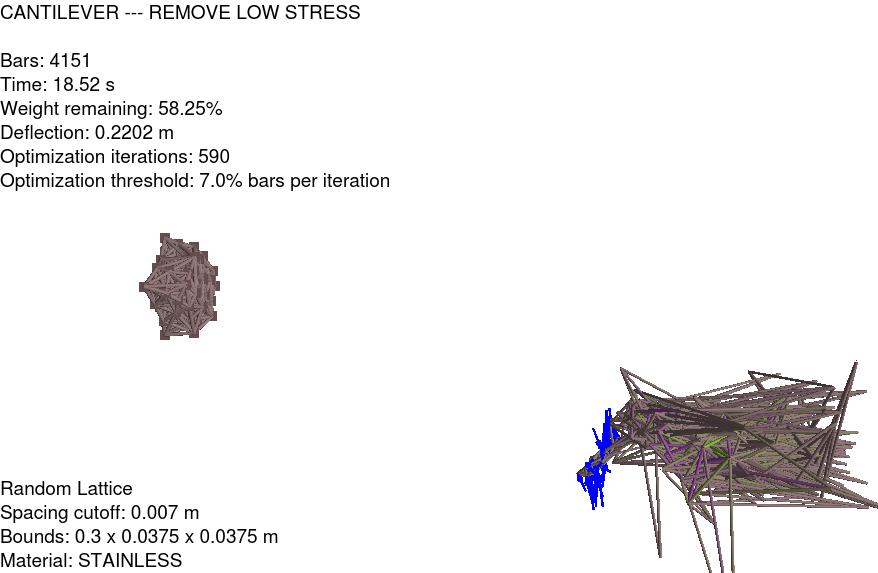 CANTILEVER --- REMOVE LOW STRESS
Bars: 4151
Time: 18.52 s
Weight remaining: 58.25%
Deflection: 0.2202 m
Optimization iterations: 590
Optimization threshold: 7.0% bars per iteration
Random Lattice
Spacing cutoff: 0.007 m
Bounds: 0.3 x 0.0375 x 0.0375 m
Material: STAINLESS